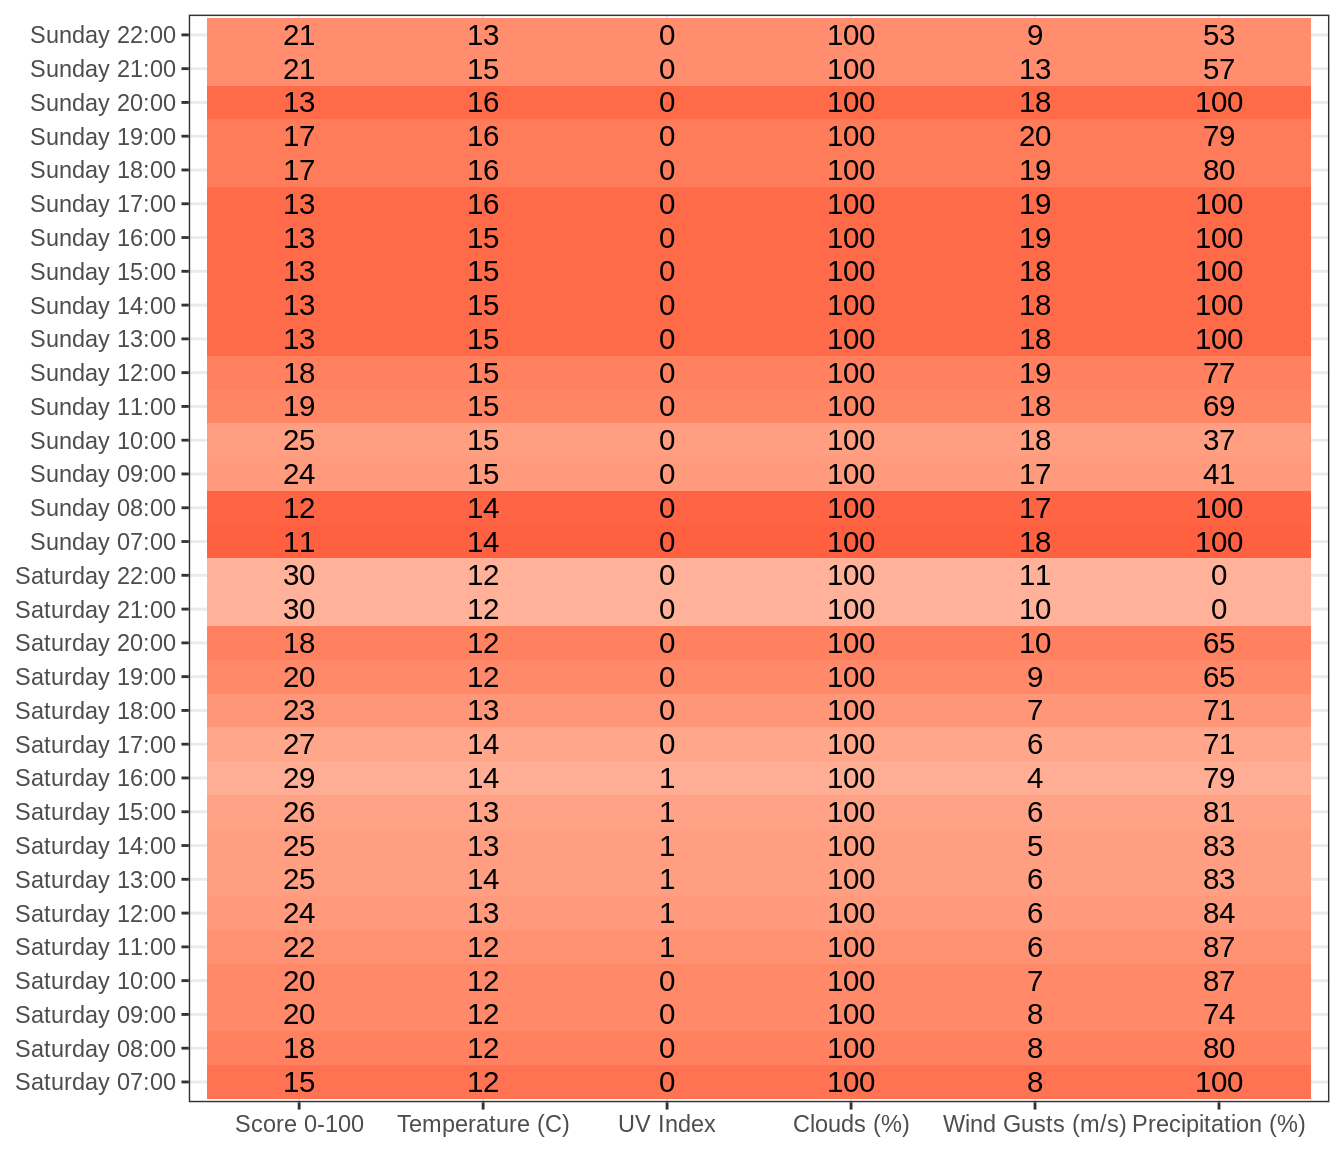 Sunday 22:00 21 13 0 100 9 53
Sunday 21:00 21 15 0 100 13 57
Sunday 20:00 13 16 0 100 18 100
Sunday 19:00 17 16 0 100 20 79
Sunday 18:00 17 16 0 100 19 80
Sunday 17:00 13 16 0 100 19 100
Sunday 16:00 13 15 0 100 19 100
Sunday 15:00 13 15 0 100 18 100
Sunday 14:00 13 15 0 100 18 100
Sunday 13:00 13 15 0 100 18 100
Sunday 12:00 18 15 0 100 19 77
Sunday 11:00 19 15 0 100 18 69
Sunday 10:00 25 15 0 100 18 37
Sunday 09:00 24 15 0 100 17 41
Sunday 08:00 12 14 0 100 17 100
Sunday 07:00 11 14 0 100 18 100
Saturday 22:00 30 12 0 100 11 0
Saturday 21:00 30 12 0 100 10 0
Saturday 20:00 18 12 0 100 10 65
Saturday 19:00 20 12 0 100 9 65
Saturday 18:00 23 13 0 100 7 71
Saturday 17:00 27 14 0 100 6 71
Saturday 16:00 29 14 1 100 4 79
Saturday 15:00 26 13 1 100 6 81
Saturday 14:00 25 13 1 100 5 83
Saturday 13:00 25 14 1 100 6 83
Saturday 12:00 24 13 1 100 6 84
Saturday 11:00 22 12 1 100 6 87
Saturday 10:00 20 12 0 100 7 87
Saturday 09:00 20 12 0 100 8 74
Saturday 08:00 18 12 0 100 8 80
Saturday 07:00 15 12 0 100 8 100
Score 0-100 Temperature (C) UV Index Clouds (%) Wind Gusts (m/s) Precipitation (%)